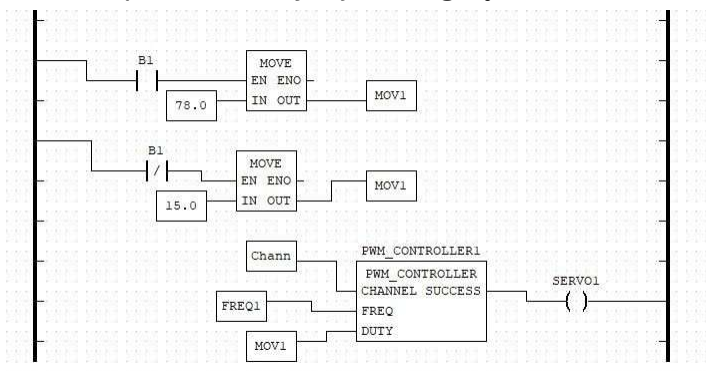 B1
MOVE
EN ENO
78.0
IN OUT
MOV1
B1
MOVE
EN ENO
15.0
IN OUT
MOV1
Chann
PWM_CONTROLLER1
PWM_CONTROLLER
CHANNEL SUCCESS
SERVO1
FREQ1
FREQ
MOV1
DUTY